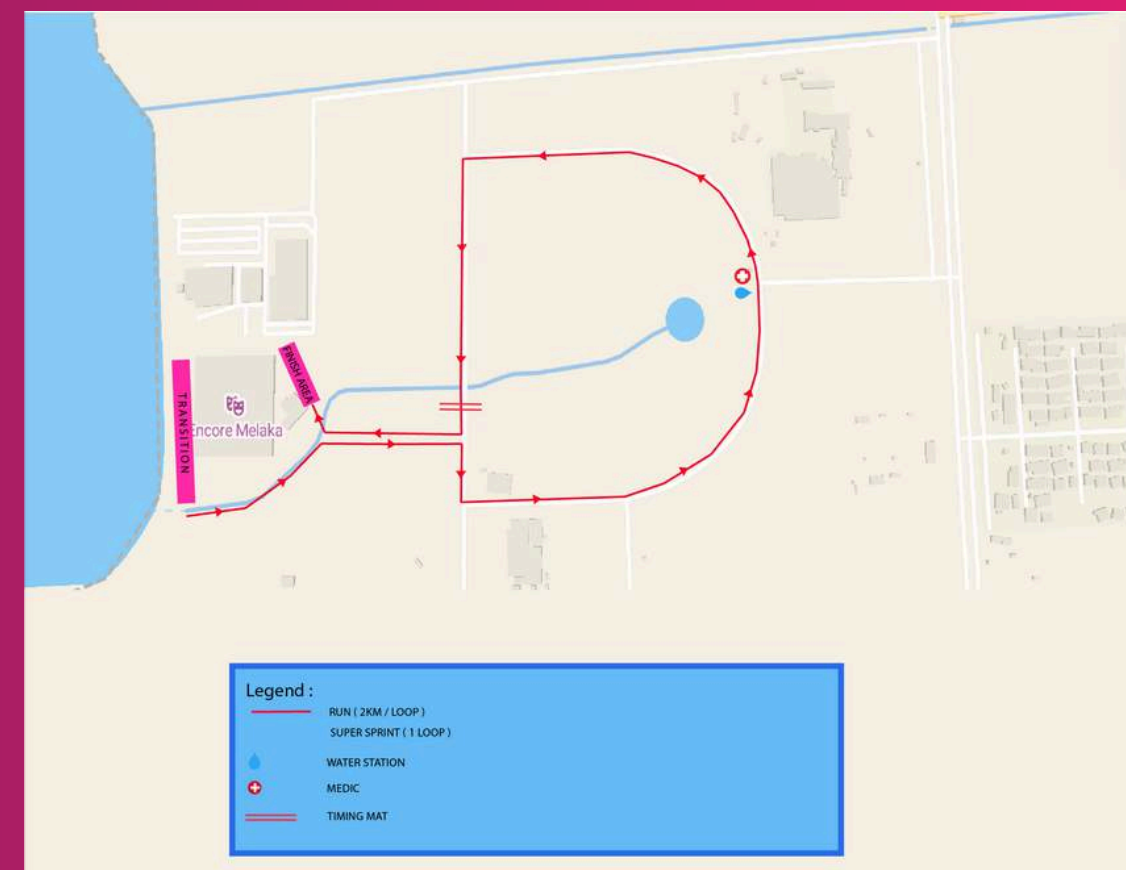 FINISH AREA
TRANSITION
Encore Melaka
Legend :
RUN ( 2KM / LOOP )
SUPER SPRINT ( 1 LOOP )
WATER STATION
MEDIC
TIMING MAT